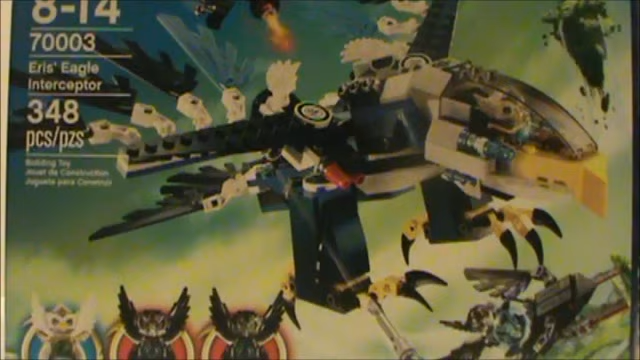 8-14
70003
Eris' Eagle
Interceptor
348
pcs/pzs
Building Toy
Jouet de Construction
Juguete para Construir